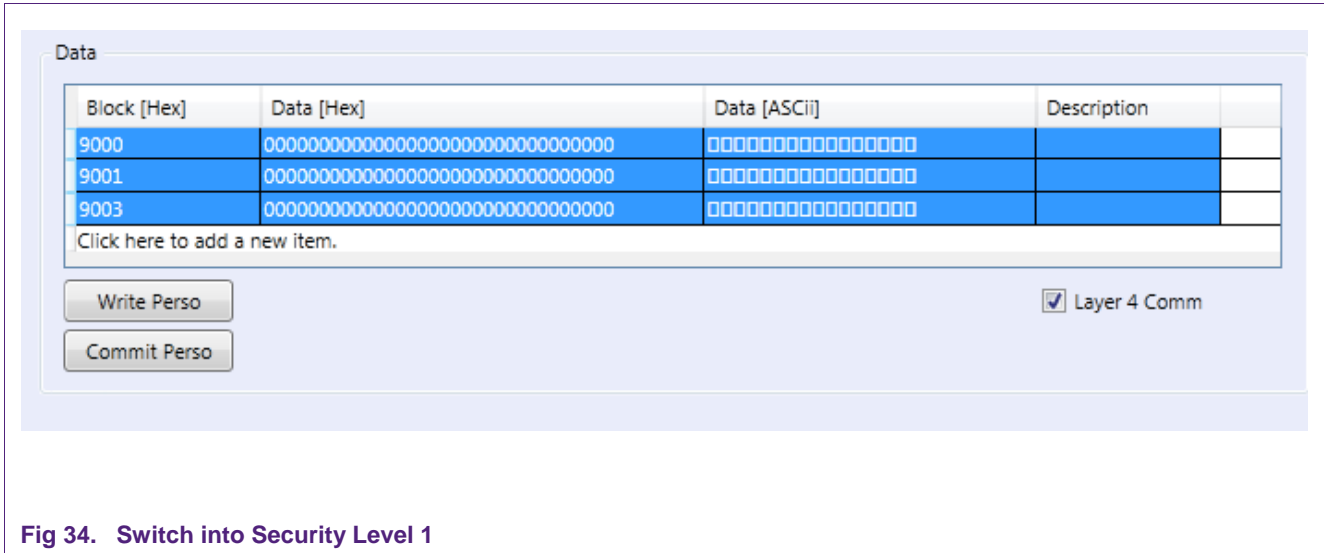 Data
Block [Hex] Data [Hex] Data [ASCii] Description
9000 00000000000000000000000000000000 ▯▯▯▯▯▯▯▯▯▯▯▯▯▯▯▯
9001 00000000000000000000000000000000 ▯▯▯▯▯▯▯▯▯▯▯▯▯▯▯▯
9003 00000000000000000000000000000000 ▯▯▯▯▯▯▯▯▯▯▯▯▯▯▯▯
Click here to add a new item.
Write Perso Layer 4 Comm
Commit Perso
Fig 34. Switch into Security Level 1